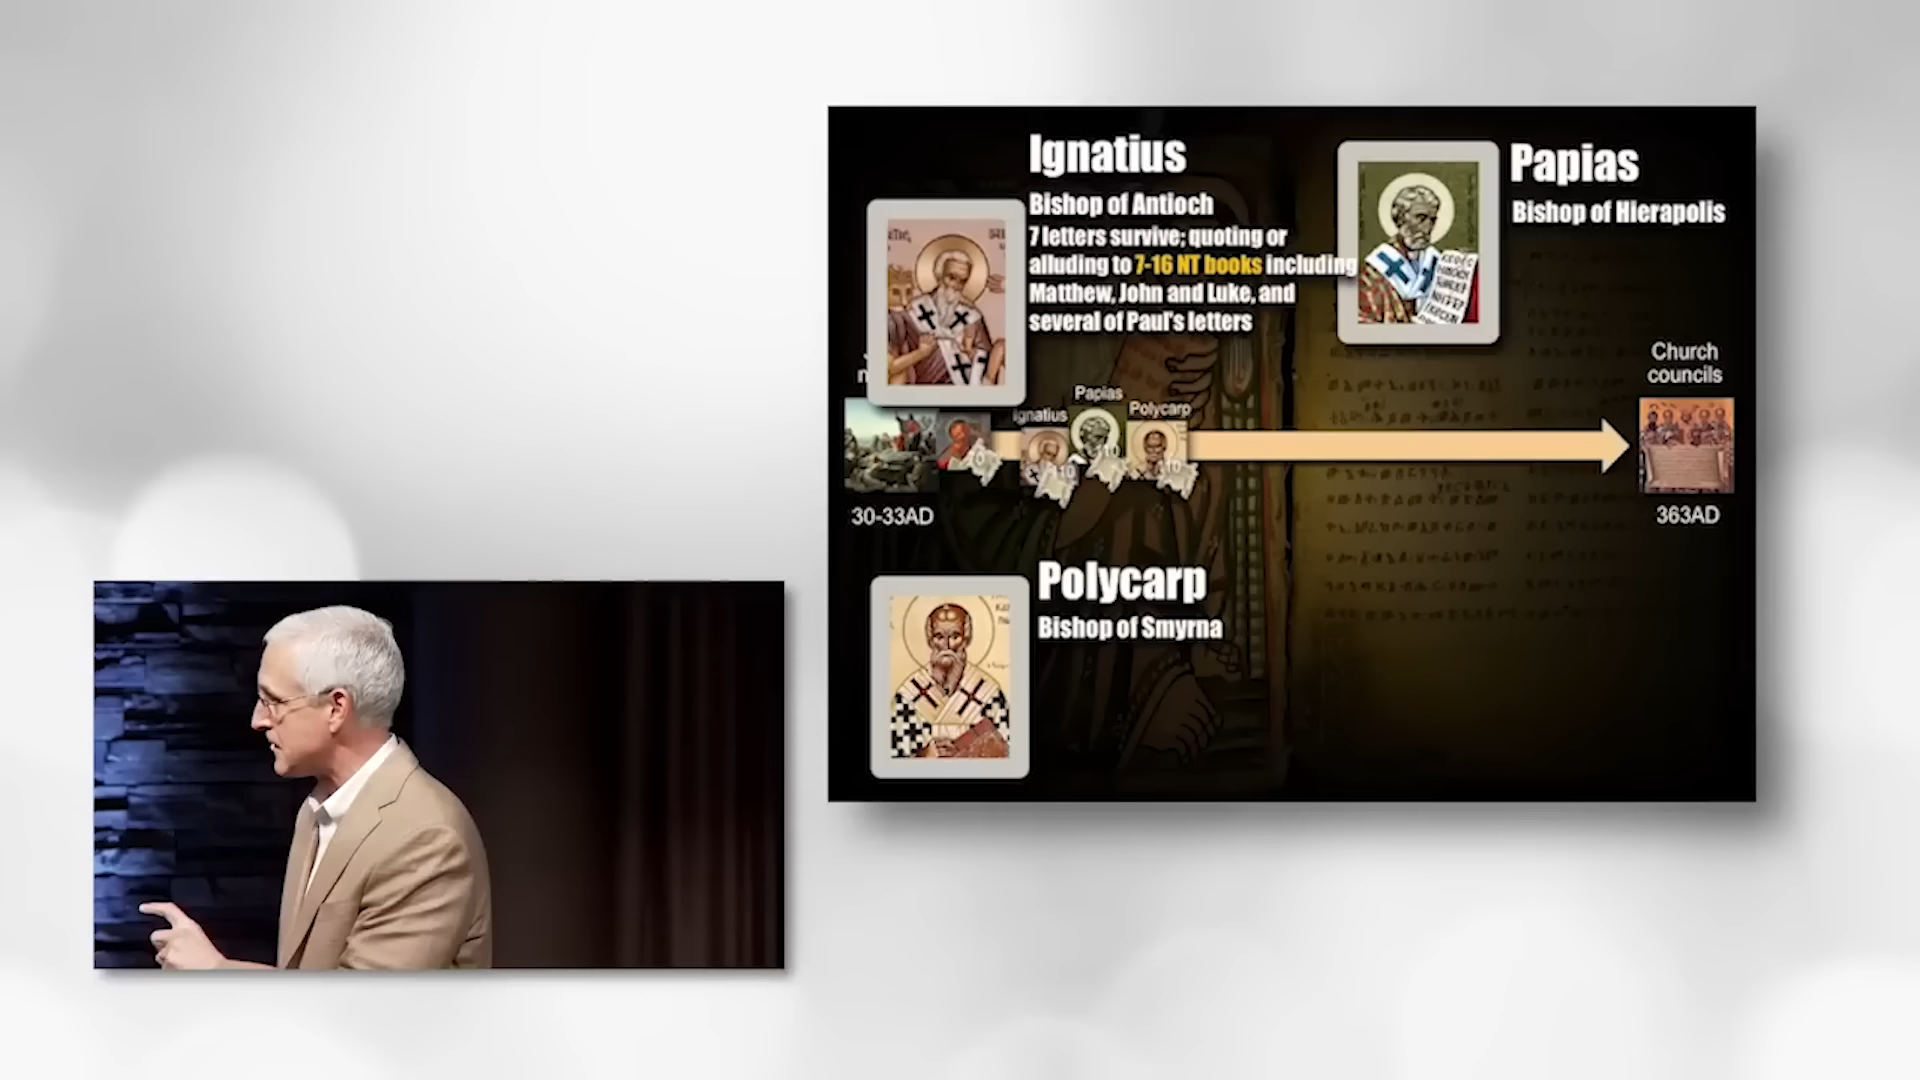 Ignatius
Bishop of Antioch
7 letters survive; quoting or
alluding to 7-16 NT books including
Matthew, John and Luke, and
several of Paul's letters
Papias
Bishop of Hierapolis
Church
councils
Ignatius
Papias
Polycarp
30-33AD
363AD
Polycarp
Bishop of Smyrna